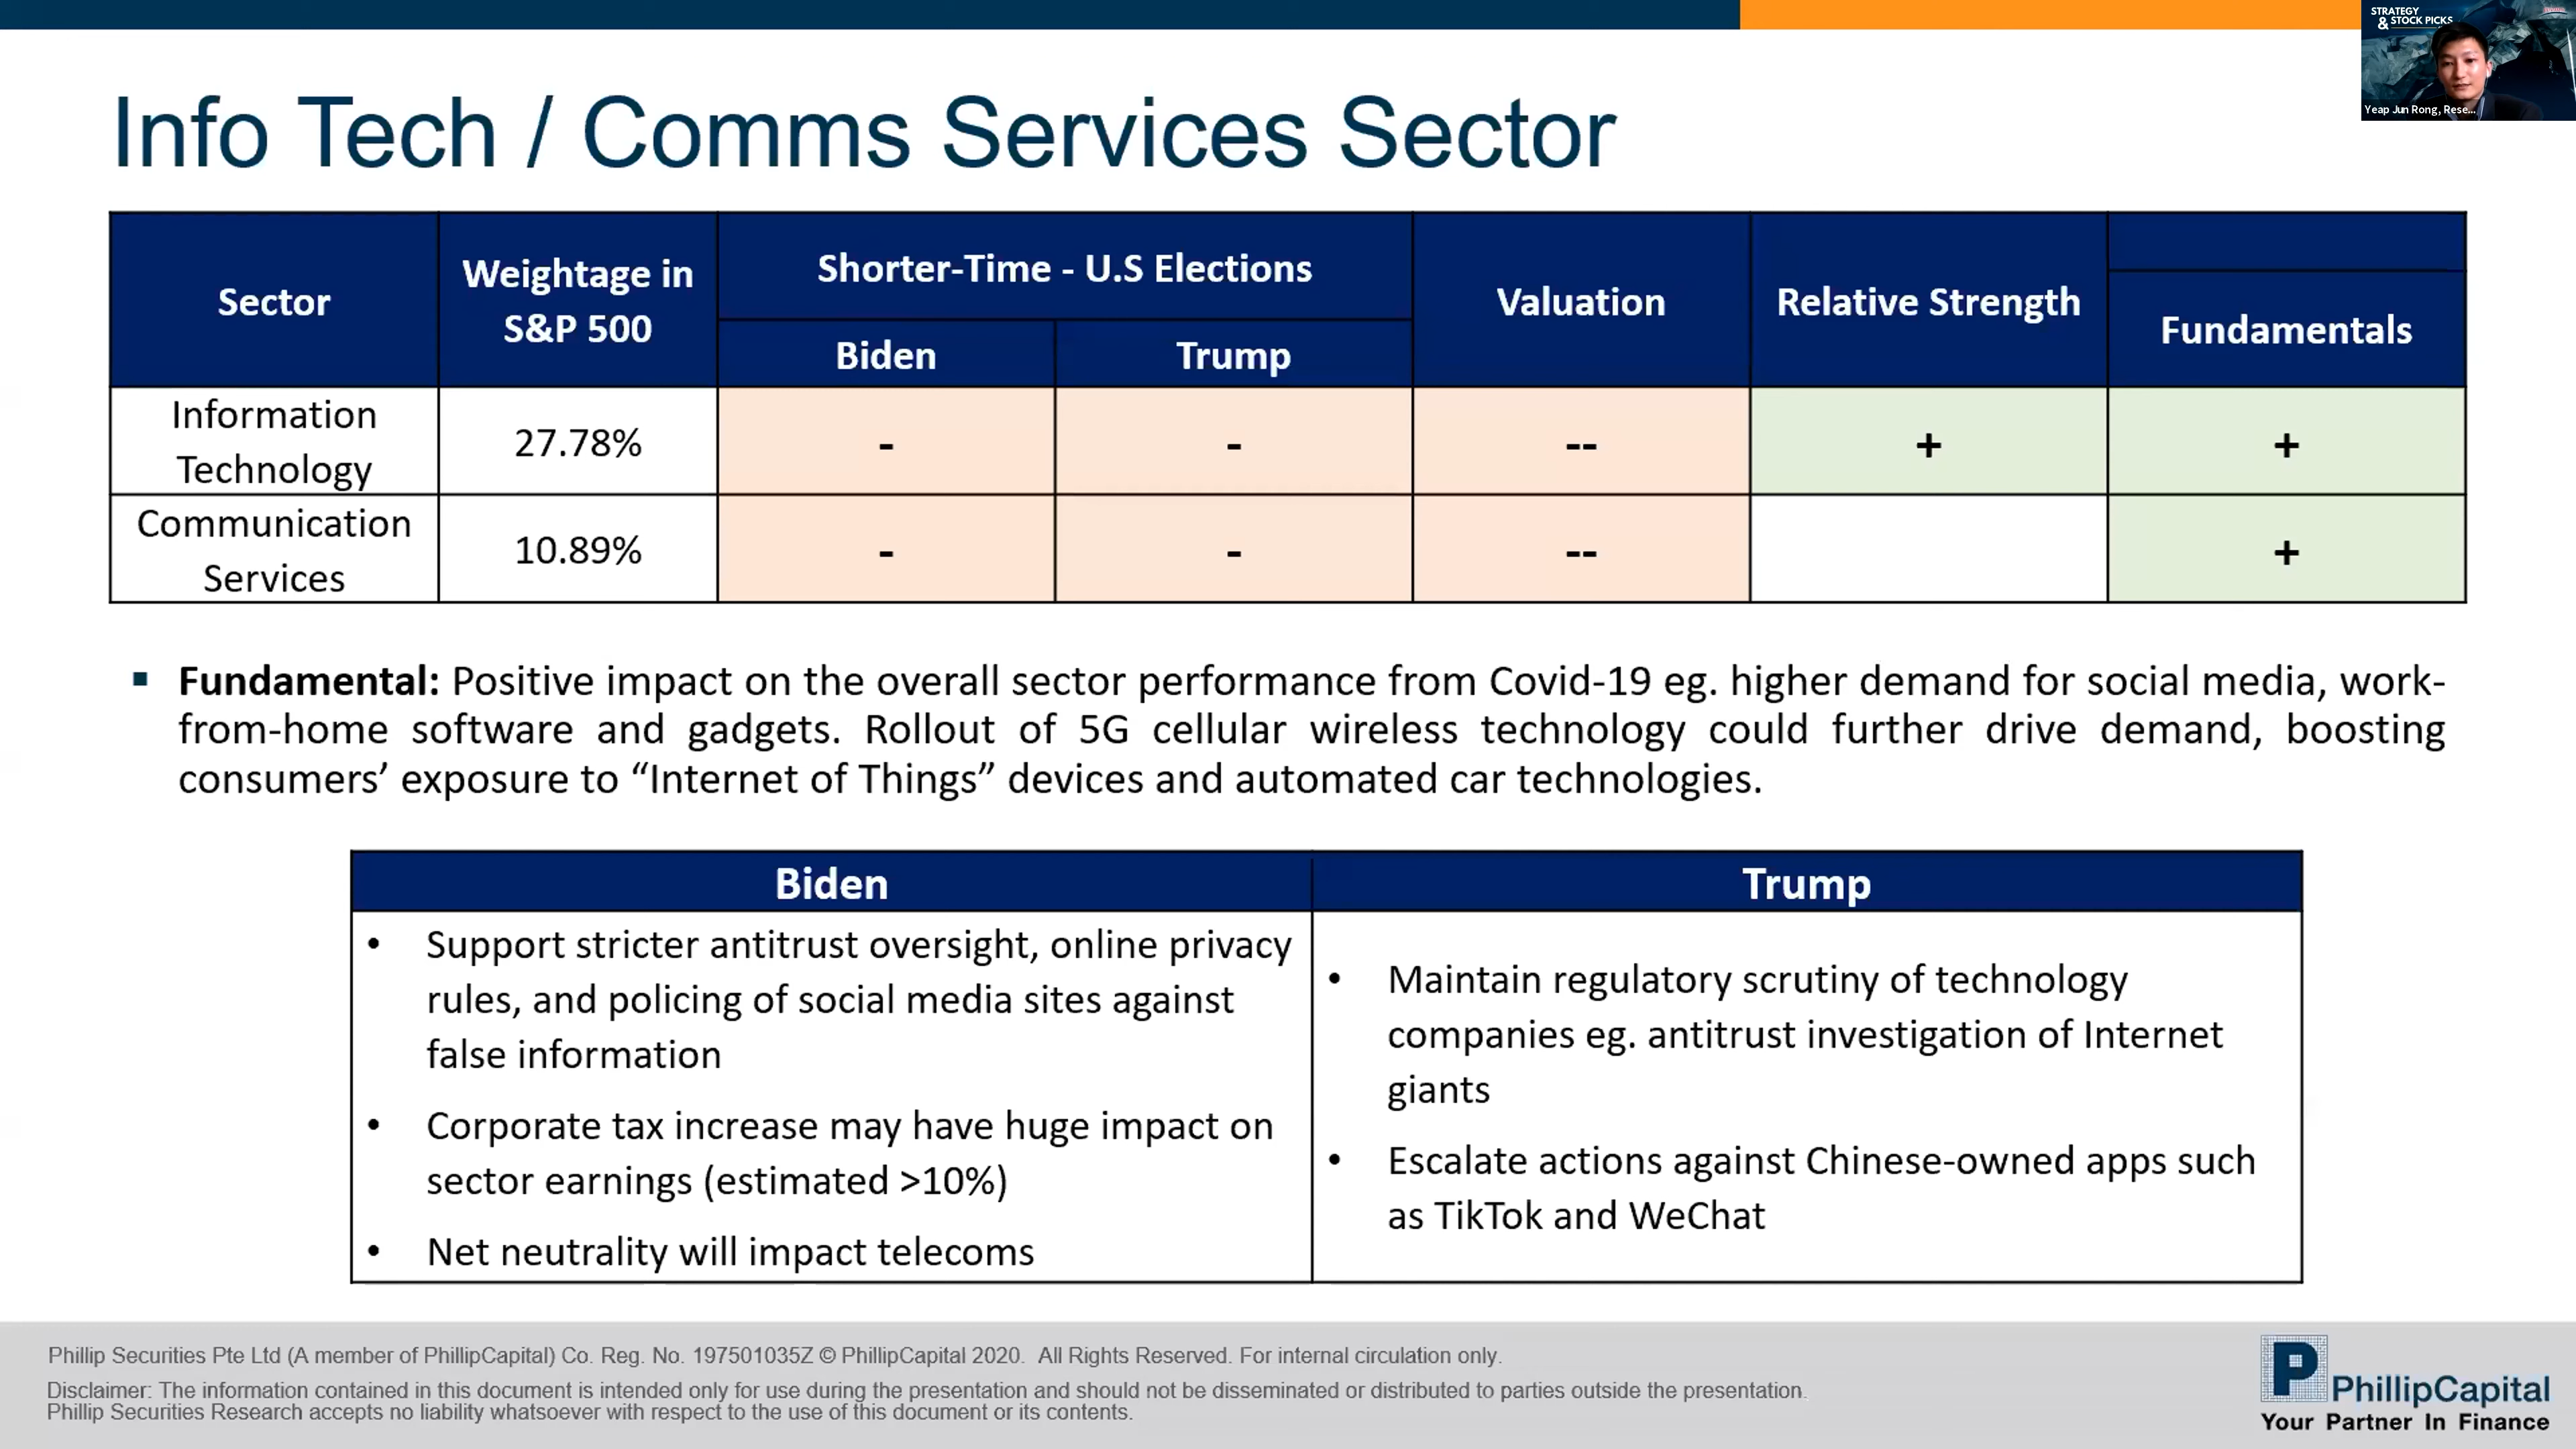 STRATEGY
& STOCK PICKS
Yeap Jun Rong, Rese...
Info Tech / Comms Services Sector
Sector
Weightage in
S&P 500
Shorter-Time - U.S Elections
Biden
Trump
Valuation
Relative Strength
Fundamentals
Information
Technology
27.78%
-
-
--
+
+
Communication
Services
10.89%
-
-
--
+
▪ Fundamental: Positive impact on the overall sector performance from Covid-19 eg. higher demand for social media, work-
from-home software and gadgets. Rollout of 5G cellular wireless technology could further drive demand, boosting
consumers’ exposure to “Internet of Things” devices and automated car technologies.
Biden
• Support stricter antitrust oversight, online privacy
rules, and policing of social media sites against
false information
• Corporate tax increase may have huge impact on
sector earnings (estimated >10%)
• Net neutrality will impact telecoms
Trump
• Maintain regulatory scrutiny of technology
companies eg. antitrust investigation of Internet
giants
• Escalate actions against Chinese-owned apps such
as TikTok and WeChat
Phillip Securities Pte Ltd (A member of PhillipCapital) Co. Reg. No. 197501035Z © PhillipCapital 2020. All Rights Reserved. For internal circulation only.
Disclaimer: The information contained in this document is intended only for use during the presentation and should not be disseminated or distributed to parties outside the presentation.
Phillip Securities Research accepts no liability whatsoever with respect to the use of this document or its contents.
P PhillipCapital
Your Partner In Finance